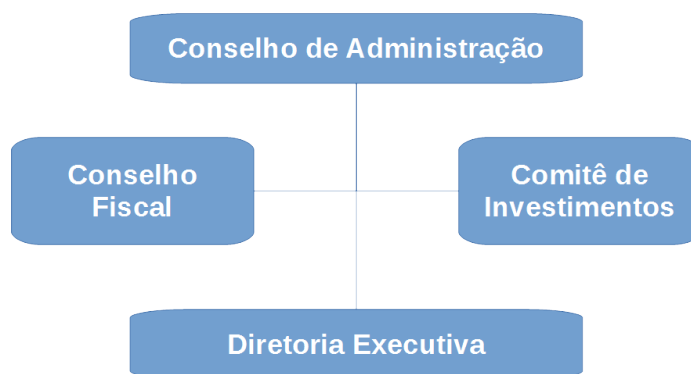 Conselho de Administração
Conselho
Fiscal
Comitê de
Investimentos
Diretoria Executiva